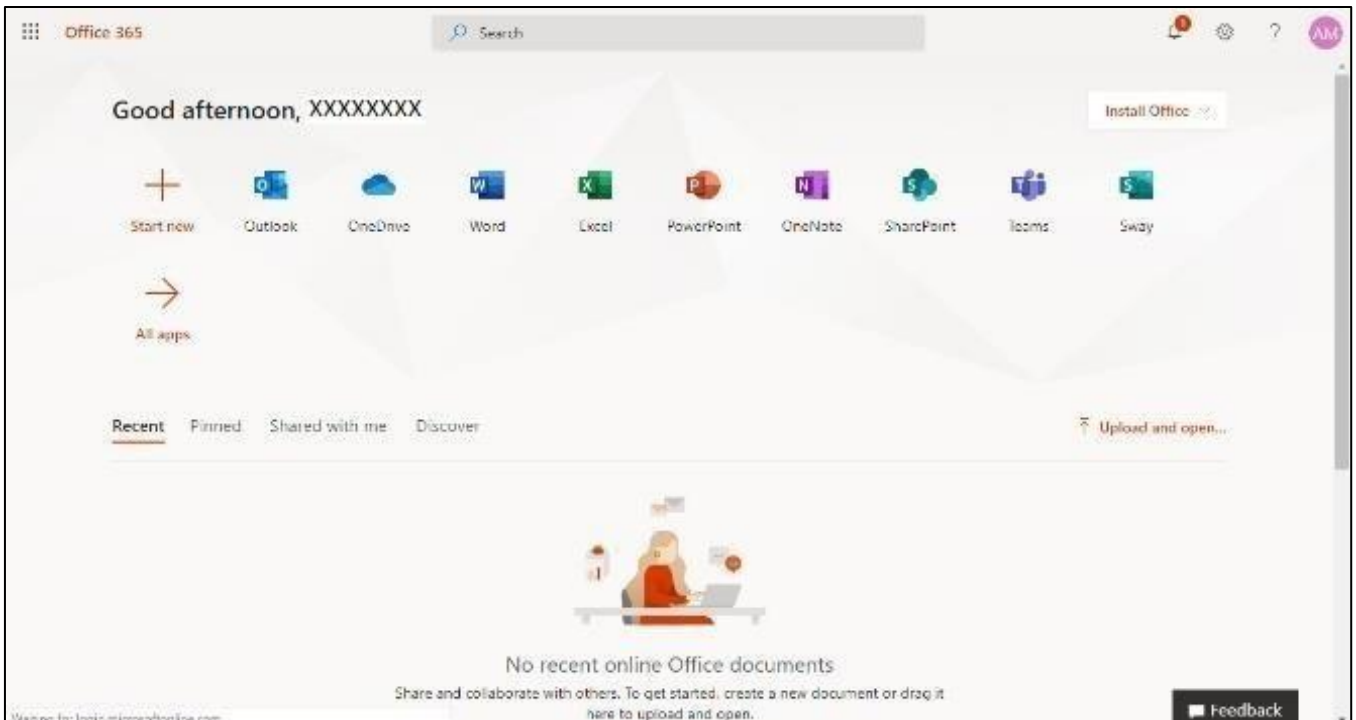 Office 365
Search
AM
Good afternoon, XXXXXXXX
Install Office
Start new
Outlook
OneDrive
Word
Excel
PowerPoint
OneNote
SharePoint
Teams
Sway
All apps
Recent
Pinned
Shared with me
Discover
Upload and open...
No recent online Office documents
Share and collaborate with others. To get started, create a new document or drag it
here to upload and open.
Feedback